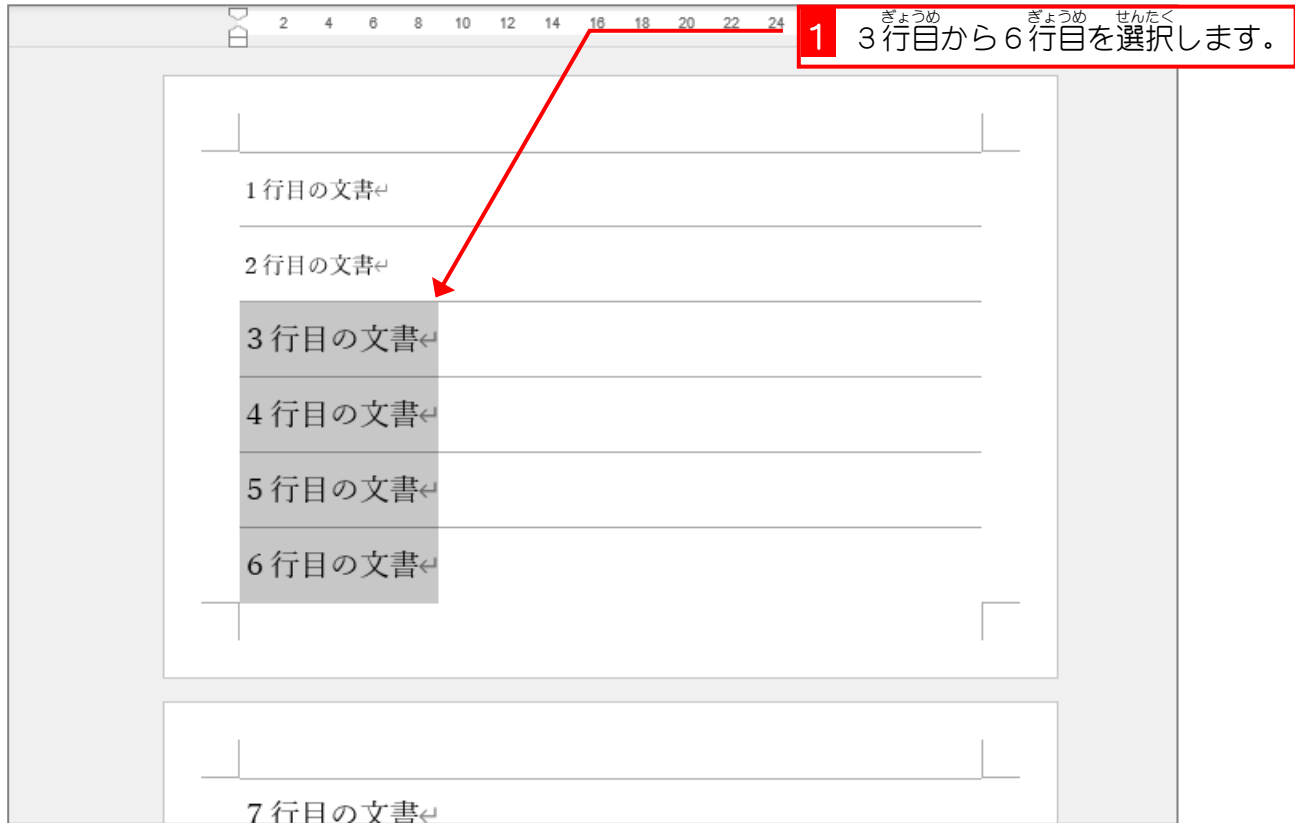 2 4 6 8 10 12 14 16 18 20 22 24
1 3行目から6行目を選択します。
ぎょうめ ぎょうめ せんたく
1行目の文書↵
2行目の文書↵
3行目の文書↵
4行目の文書↵
5行目の文書↵
6行目の文書↵
7行目の文書↵